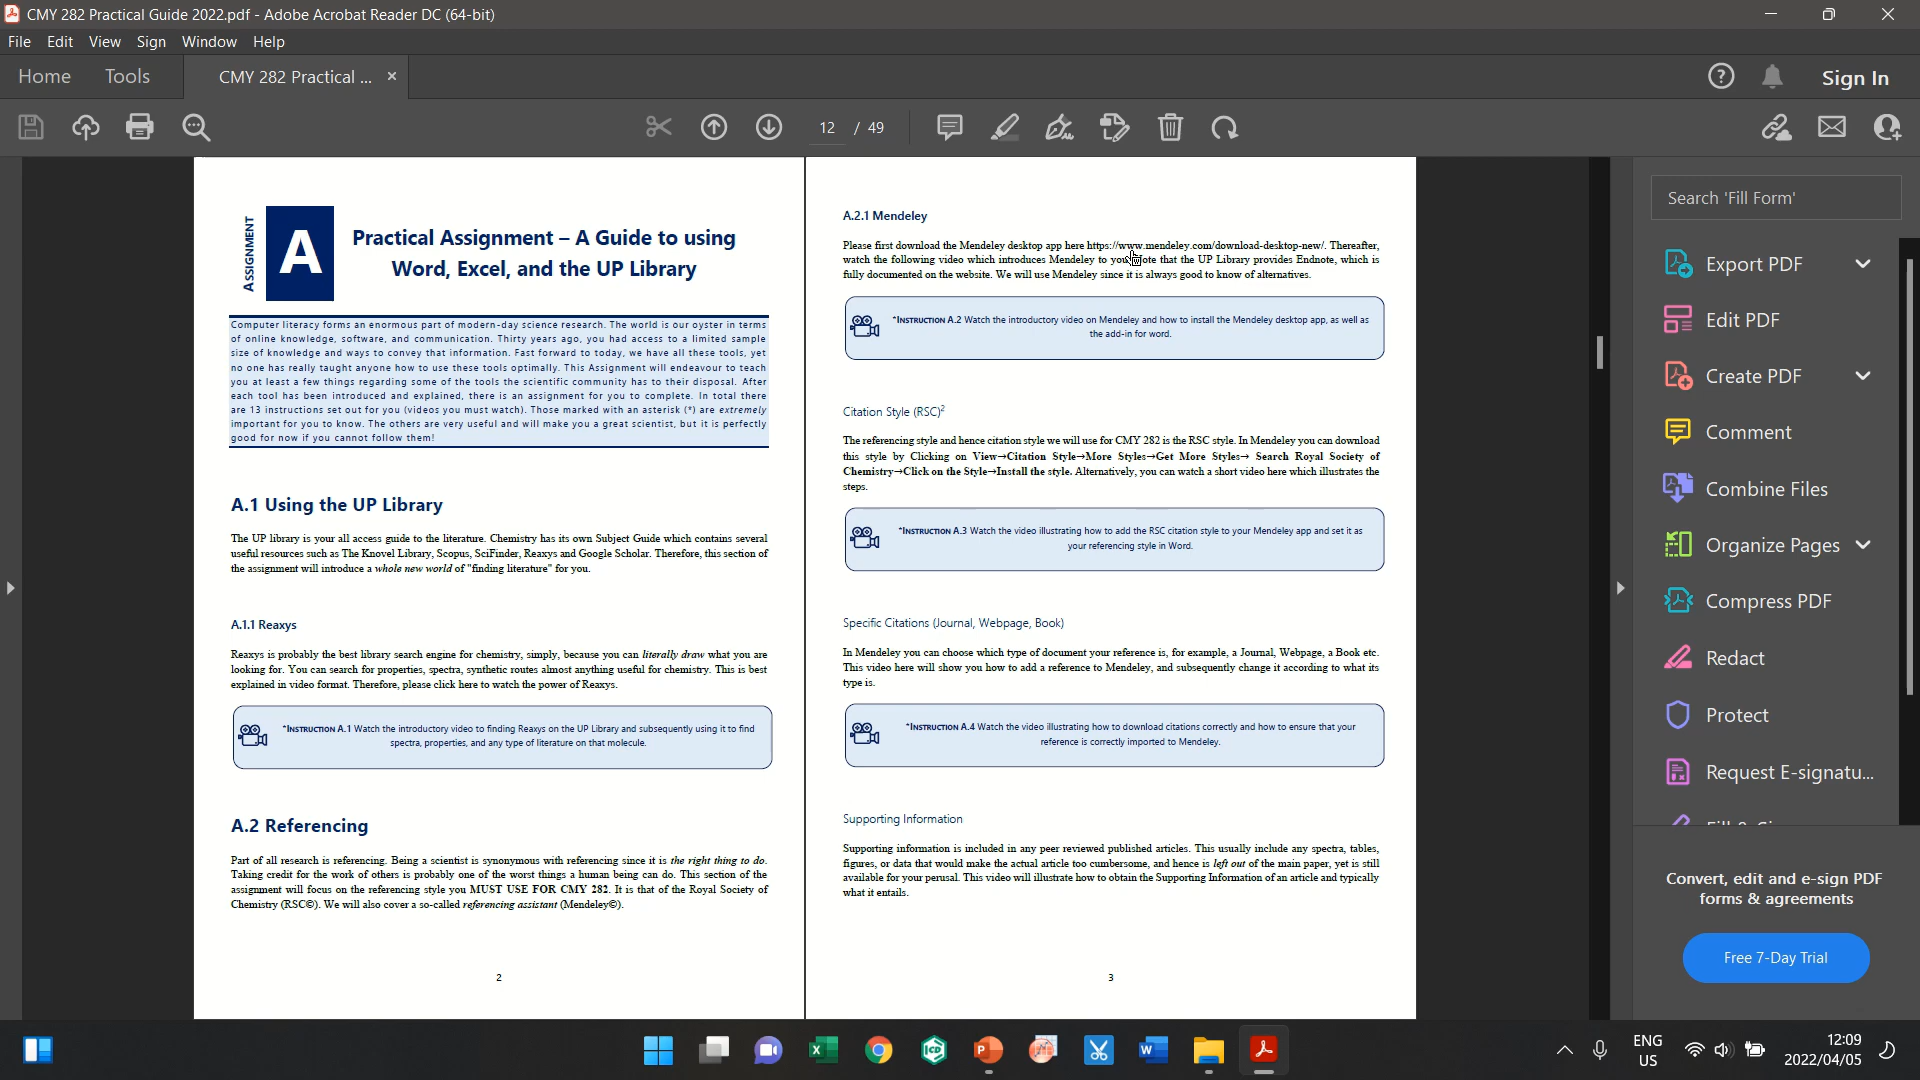 CMY 282 Practical Guide 2022.pdf - Adobe Acrobat Reader DC (64-bit)
File Edit View Sign Window Help
Home Tools CMY 282 Practical ... × Sign In
12 / 49
ASSIGNMENT
A
Practical Assignment – A Guide to using
Word, Excel, and the UP Library
Computer literacy forms an enormous part of modern-day science research. The world is our oyster in terms
of online knowledge, software, and communication. Thirty years ago, you had access to a limited sample
size of knowledge and ways to convey that information. Fast forward to today, we have all these tools, yet
no one has really taught anyone how to use these tools optimally. This Assignment will endeavour to teach
you at least a few things regarding some of the tools the scientific community has to their disposal. After
each tool has been introduced and explained, there is an assignment for you to complete. In total there
are 13 instructions set out for you (videos you must watch). Those marked with an asterisk (*) are extremely
important for you to know. The others are very useful and will make you a great scientist, but it is perfectly
good for now if you cannot follow them!
A.1 Using the UP Library
The UP library is your all access guide to the literature. Chemistry has its own Subject Guide which contains several
useful resources such as The Knovel Library, Scopus, SciFinder, Reaxys and Google Scholar. Therefore, this section of
the assignment will introduce a whole new world of "finding literature" for you.
A.1.1 Reaxys
Reaxys is probably the best library search engine for chemistry, simply, because you can literally draw what you are
looking for. You can search for properties, spectra, synthetic routes almost anything useful for chemistry. This is best
explained in video format. Therefore, please click here to watch the power of Reaxys.
*INSTRUCTION A.1 Watch the introductory video to finding Reaxys on the UP Library and subsequently using it to find
spectra, properties, and any type of literature on that molecule.
A.2 Referencing
Part of all research is referencing. Being a scientist is synonymous with referencing since it is the right thing to do.
Taking credit for the work of others is probably one of the worst things a human being can do. This section of the
assignment will focus on the referencing style you MUST USE FOR CMY 282. It is that of the Royal Society of
Chemistry (RSC©). We will also cover a so-called referencing assistant (Mendeley©).
2
A.2.1 Mendeley
Please first download the Mendeley desktop app here https://www.mendeley.com/download-desktop-new/. Thereafter,
watch the following video which introduces Mendeley to you. Note that the UP Library provides Endnote, which is
fully documented on the website. We will use Mendeley since it is always good to know of alternatives.
*INSTRUCTION A.2 Watch the introductory video on Mendeley and how to install the Mendeley desktop app, as well as
the add-in for word.
Citation Style (RSC)²
The referencing style and hence citation style we will use for CMY 282 is the RSC style. In Mendeley you can download
this style by Clicking on View→Citation Style→More Styles→Get More Styles→ Search Royal Society of
Chemistry→Click on the Style→Install the style. Alternatively, you can watch a short video here which illustrates the
steps.
*INSTRUCTION A.3 Watch the video illustrating how to add the RSC citation style to your Mendeley app and set it as
your referencing style in Word.
Specific Citations (Journal, Webpage, Book)
In Mendeley you can choose which type of document your reference is, for example, a Journal, Webpage, a Book etc.
This video here will show you how to add a reference to Mendeley, and subsequently change it according to what its
type is.
*INSTRUCTION A.4 Watch the video illustrating how to download citations correctly and how to ensure that your
reference is correctly imported to Mendeley.
Supporting Information
Supporting information is included in any peer reviewed published articles. This usually include any spectra, tables,
figures, or data that would make the actual article too cumbersome, and hence is left out of the main paper, yet is still
available for your perusal. This video will illustrate how to obtain the Supporting Information of an article and typically
what it entails.
3
Search 'Fill Form'
Export PDF
Edit PDF
Create PDF
Comment
Combine Files
Organize Pages
Compress PDF
Redact
Protect
Request E-signatu...
Convert, edit and e-sign PDF
forms & agreements
Free 7-Day Trial
ENG
US
12:09
2022/04/05